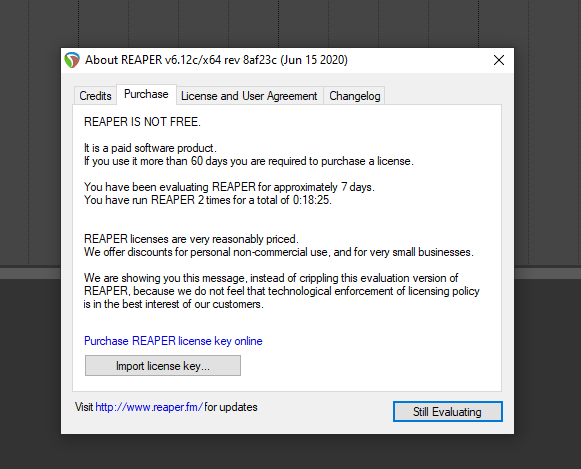 About REAPER v6.12c/x64 rev 8af23c (Jun 15 2020)
Credits Purchase License and User Agreement Changelog
REAPER IS NOT FREE.
It is a paid software product.
If you use it more than 60 days you are required to purchase a license.
You have been evaluating REAPER for approximately 7 days.
You have run REAPER 2 times for a total of 0:18:25.
REAPER licenses are very reasonably priced.
We offer discounts for personal non-commercial use, and for very small businesses.
We are showing you this message, instead of crippling this evaluation version of
REAPER, because we do not feel that technological enforcement of licensing policy
is in the best interest of our customers.
Purchase REAPER license key online
Import license key...
Visit http://www.reaper.fm/ for updates
Still Evaluating